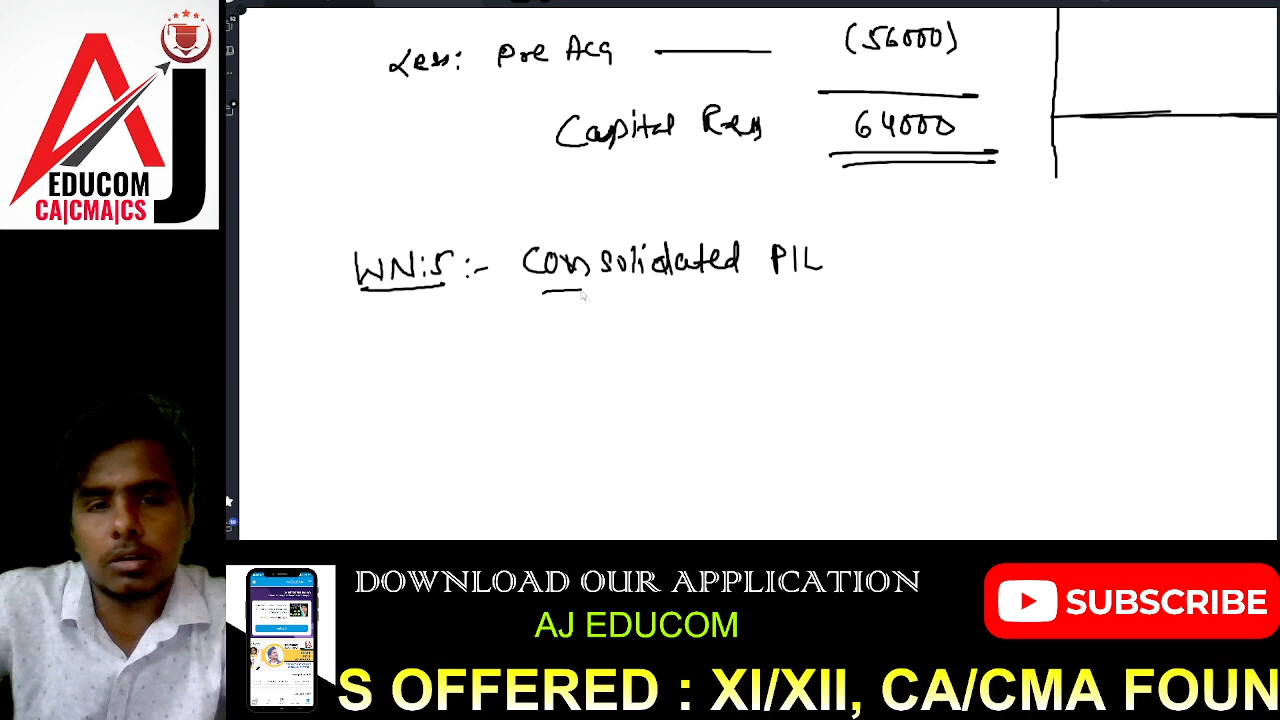 AJ
EDUCOM
CA|CMA|CS
Less: Pre Acq (56000)
Capital Res 64000
WN:5 :- Consolidated P/L
DOWNLOAD OUR APPLICATION
AJ EDUCOM
SUBSCRIBE
S OFFERED : XI/XII, CA/CMA FOUN